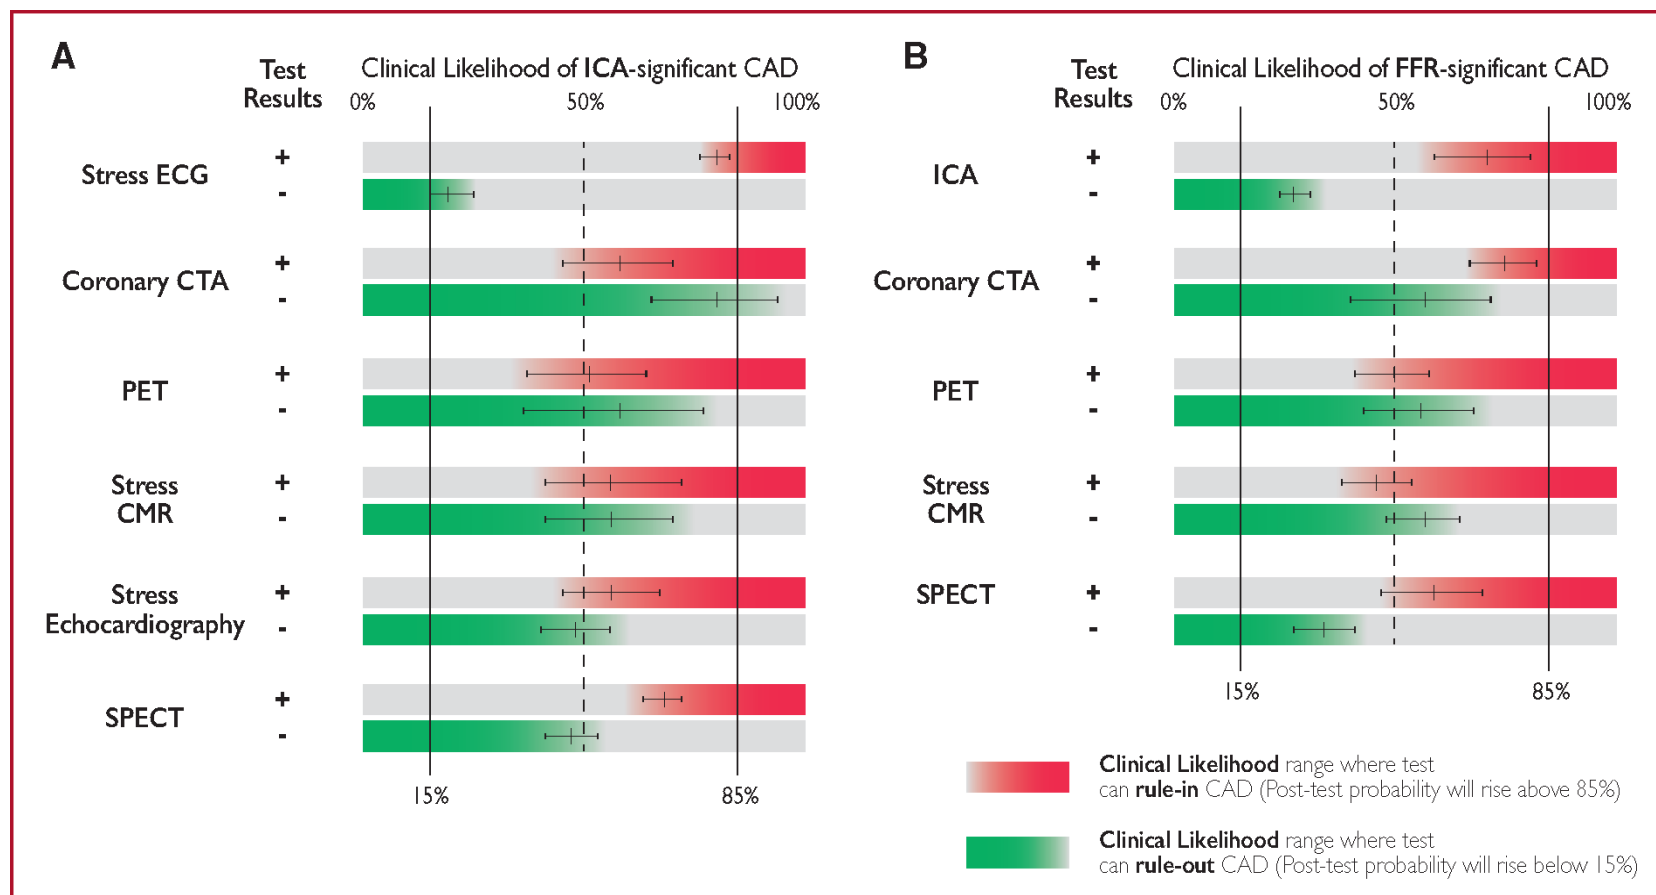 A
Test
Results
Clinical Likelihood of ICA-significant CAD
0% 50% 100%
Stress ECG
+
-
Coronary CTA
+
-
PET
+
-
Stress
CMR
+
-
Stress
Echocardiography
+
-
SPECT
+
-
15% 85%
B
Test
Results
Clinical Likelihood of FFR-significant CAD
0% 50% 100%
ICA
+
-
Coronary CTA
+
-
PET
+
-
Stress
CMR
+
-
SPECT
+
-
15% 85%
Clinical Likelihood range where test
can rule-in CAD (Post-test probability will rise above 85%)
Clinical Likelihood range where test
can rule-out CAD (Post-test probability will rise below 15%)